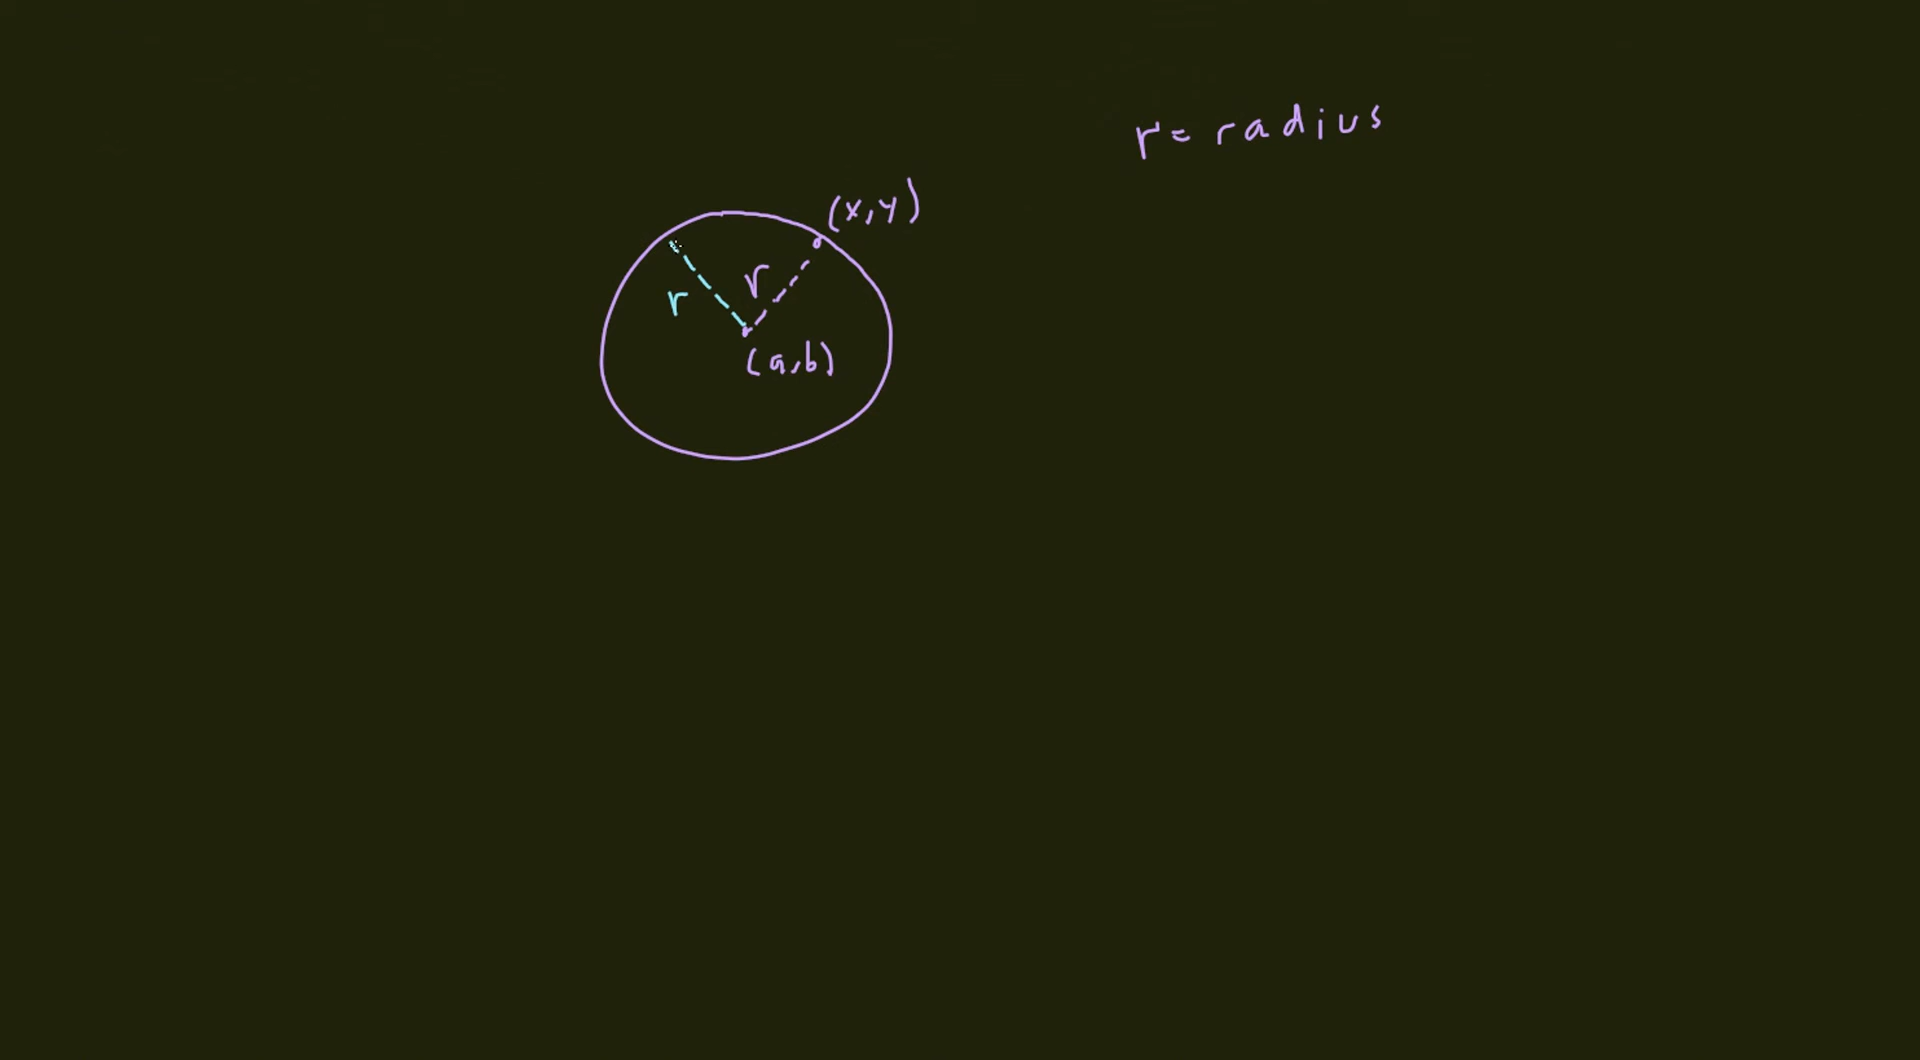 r = radius
(x,y)
r
r
(a,b)